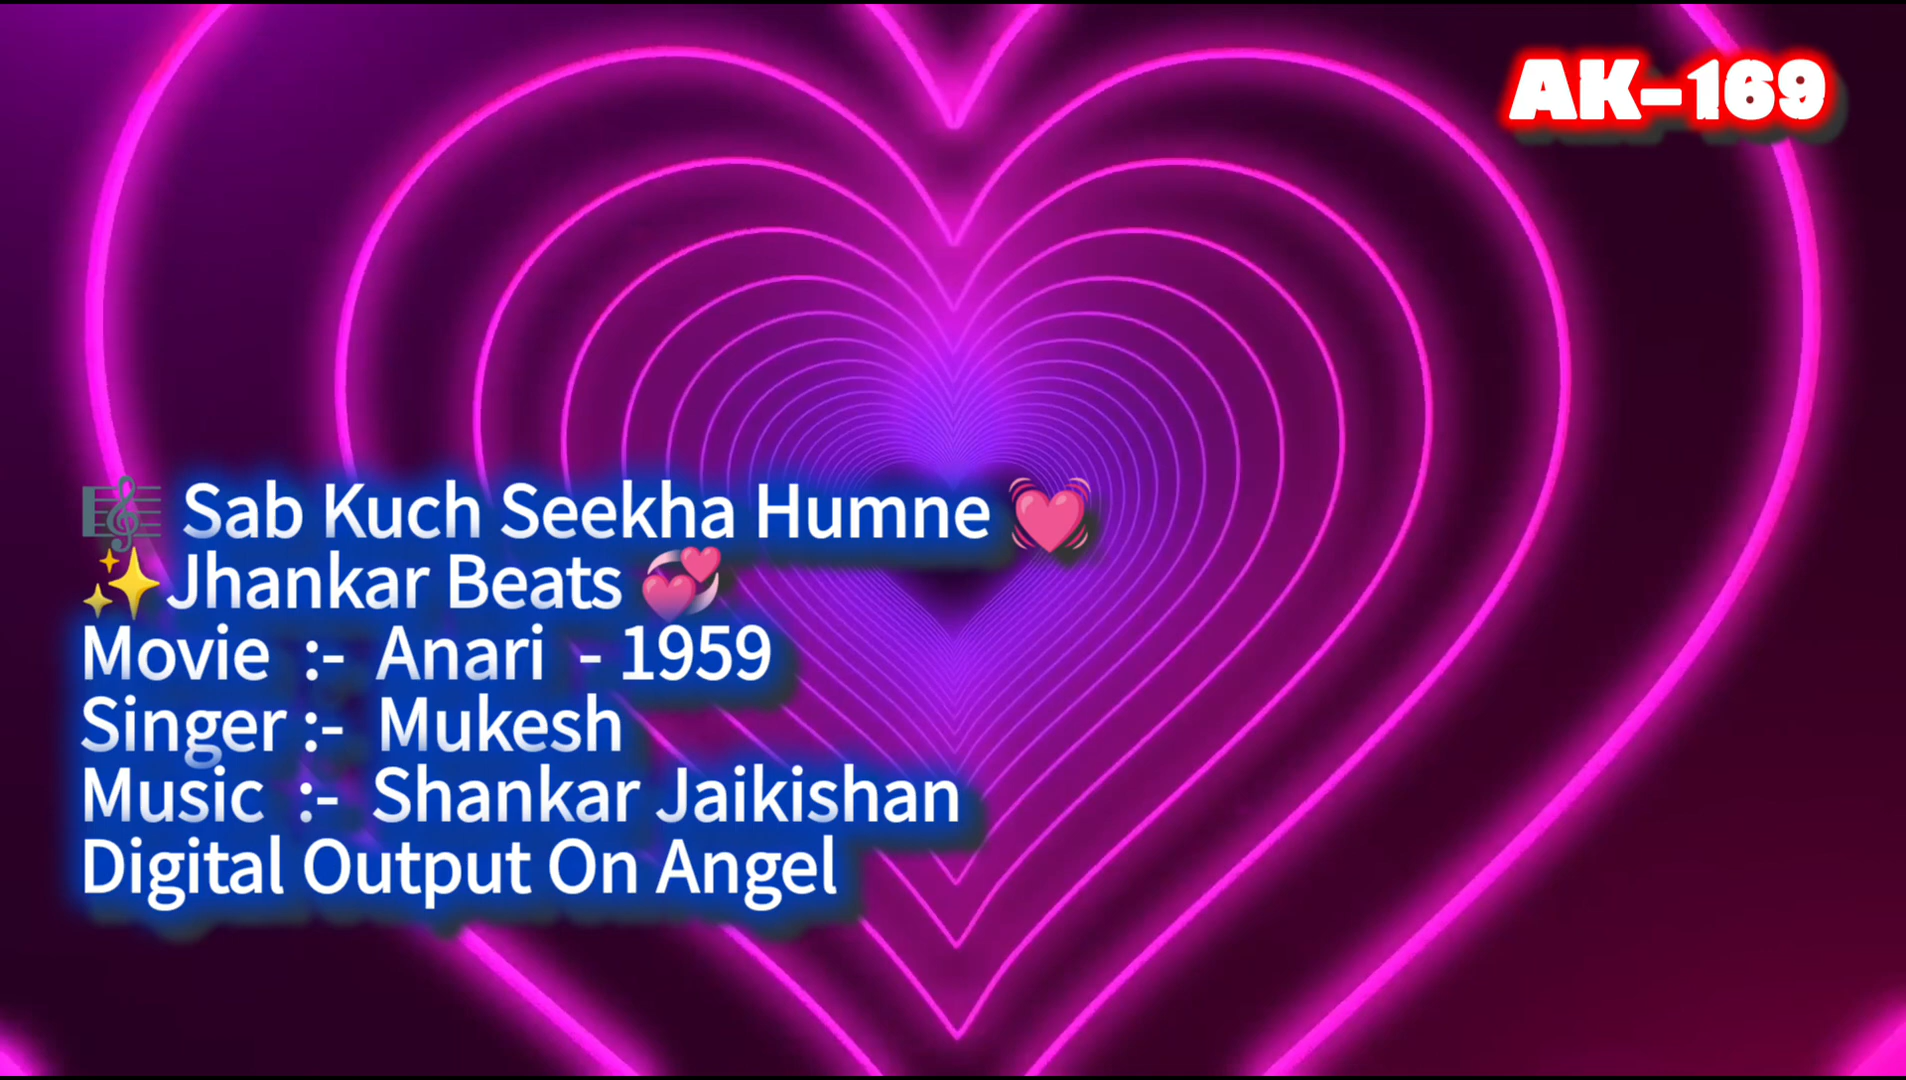 AK-169
🎼 Sab Kuch Seekha Humne 💓
✨Jhankar Beats 💞
Movie :- Anari - 1959
Singer :- Mukesh
Music :- Shankar Jaikishan
Digital Output On Angel